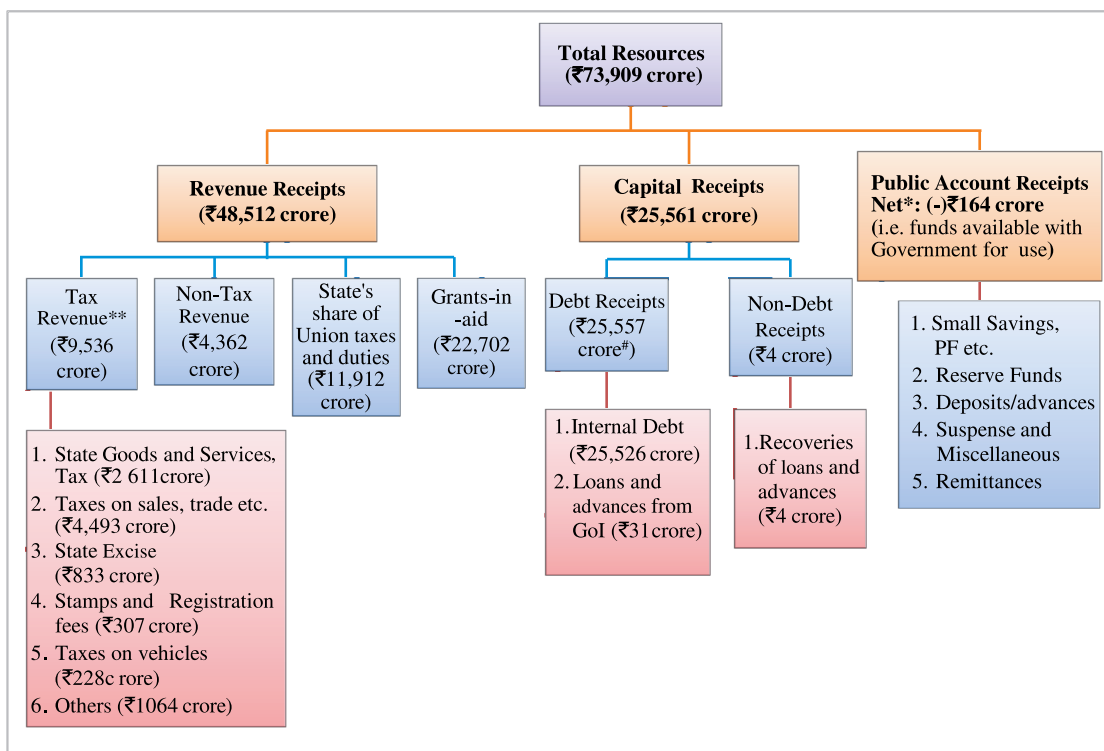 Total Resources
(₹73,909 crore)
Revenue Receipts
(₹48,512 crore)
Capital Receipts
(₹25,561 crore)
Public Account Receipts
Net*: (-)₹164 crore
(i.e. funds available with
Government for use)
Tax
Revenue**
(₹9,536
crore)
Non-Tax
Revenue
(₹4,362
crore)
State's
share of
Union taxes
and duties
(₹11,912
crore)
Grants-in
-aid
(₹22,702
crore)
Debt Receipts
(₹25,557
crore#)
Non-Debt
Receipts
(₹4 crore)
1. State Goods and Services,
Tax (₹2 611crore)
2. Taxes on sales, trade etc.
(₹4,493 crore)
3. State Excise
(₹833 crore)
4. Stamps and Registration
fees (₹307 crore)
5. Taxes on vehicles
(₹228c rore)
6. Others (₹1064 crore)
1. Internal Debt
(₹25,526 crore)
2. Loans and
advances from
GoI (₹31crore)
1. Recoveries
of loans and
advances
(₹4 crore)
1. Small Savings,
PF etc.
2. Reserve Funds
3. Deposits/advances
4. Suspense and
Miscellaneous
5. Remittances